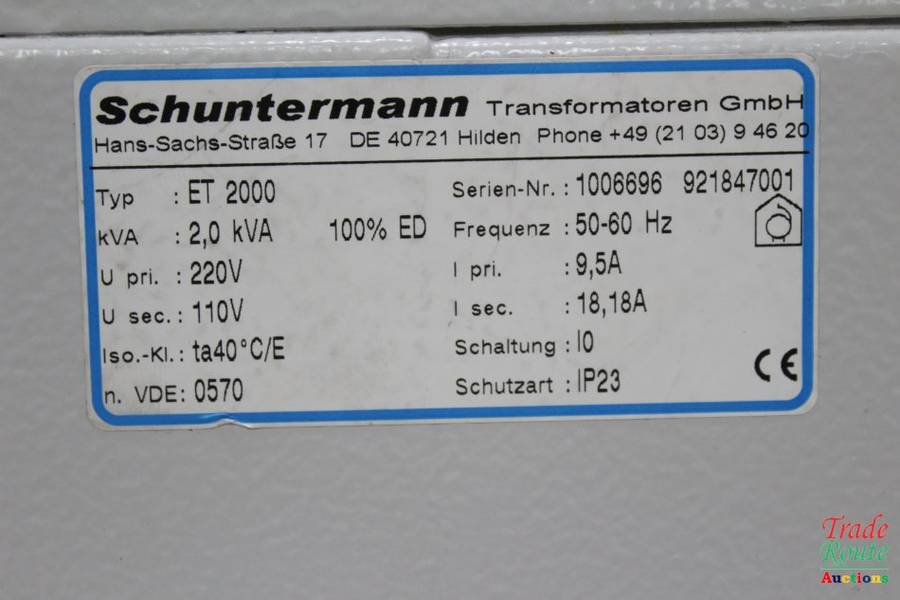 Schuntermann Transformatoren GmbH
Hans-Sachs-Straße 17 DE 40721 Hilden Phone +49 (21 03) 9 46 20
Typ : ET 2000 Serien-Nr. : 1006696 921847001
kVA : 2,0 kVA 100% ED Frequenz : 50-60 Hz
U pri. : 220V I pri. : 9,5A
U sec. : 110V I sec. : 18,18A
Iso.-Kl. : ta40°C/E Schaltung : I0
n. VDE: 0570 Schutzart : IP23
CE
Trade
Route
Auctions